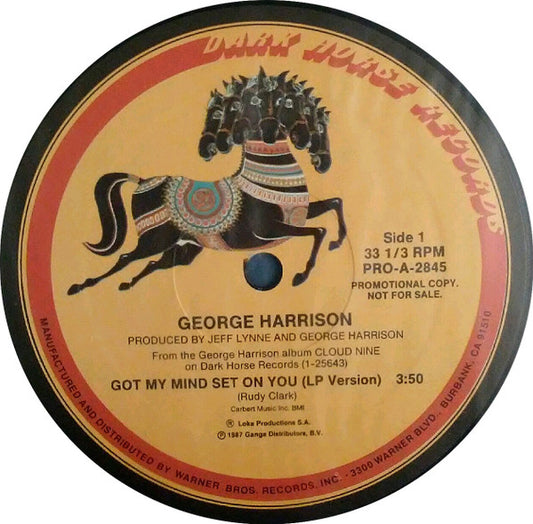 DARK HORSE RECORDS
Side 1
33 1/3 RPM
PRO-A-2845
PROMOTIONAL COPY.
NOT FOR SALE.
GEORGE HARRISON
PRODUCED BY JEFF LYNNE AND GEORGE HARRISON
From the George Harrison album CLOUD NINE
on Dark Horse Records (1-25643)
GOT MY MIND SET ON YOU (LP Version) 3:50
(Rudy Clark)
Carbert Music Inc. BMI
Ⓡ Loka Productions S.A.
Ⓟ 1987 Ganga Distributors, B.V.
MANUFACTURED AND DISTRIBUTED BY WARNER BROS. RECORDS, INC. · 3300 WARNER BLVD., BURBANK, CA 91510